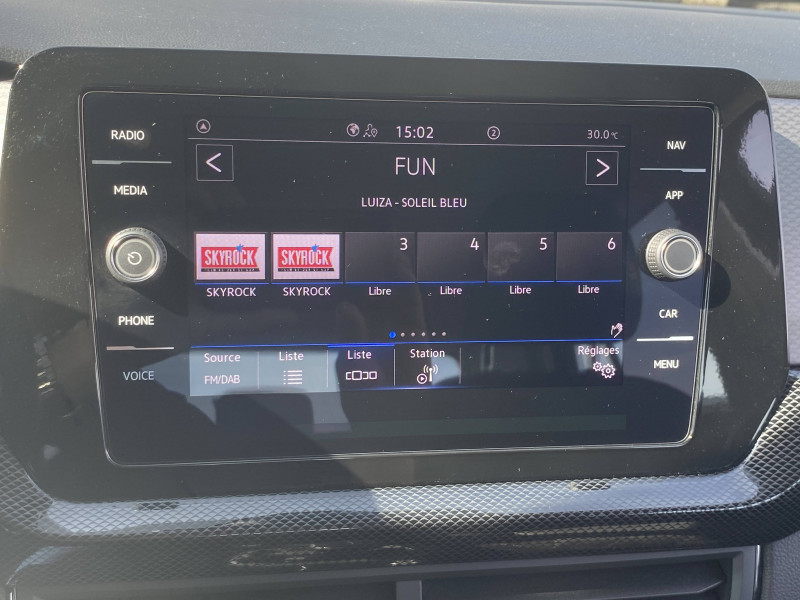 RADIO
MEDIA
PHONE
VOICE
15:02
2
30.0°C
<
FUN
>
LUIZA - SOLEIL BLEU
SKYROCK
SKYROCK
3
4
5
6
SKYROCK
SKYROCK
Libre
Libre
Libre
Libre
Source
FM/DAB
Liste
Liste
Station
Réglages
NAV
APP
CAR
MENU